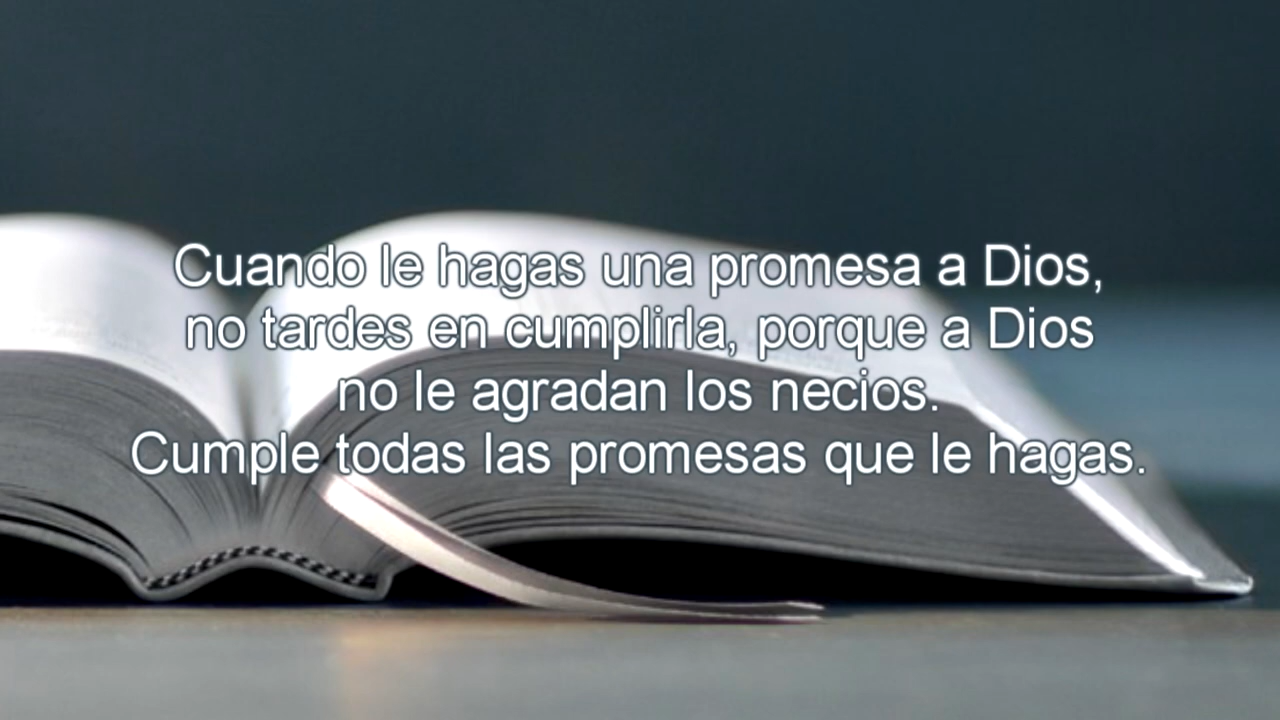 Cuando le hagas una promesa a Dios,
no tardes en cumplirla, porque a Dios
no le agradan los necios.
Cumple todas las promesas que le hagas.